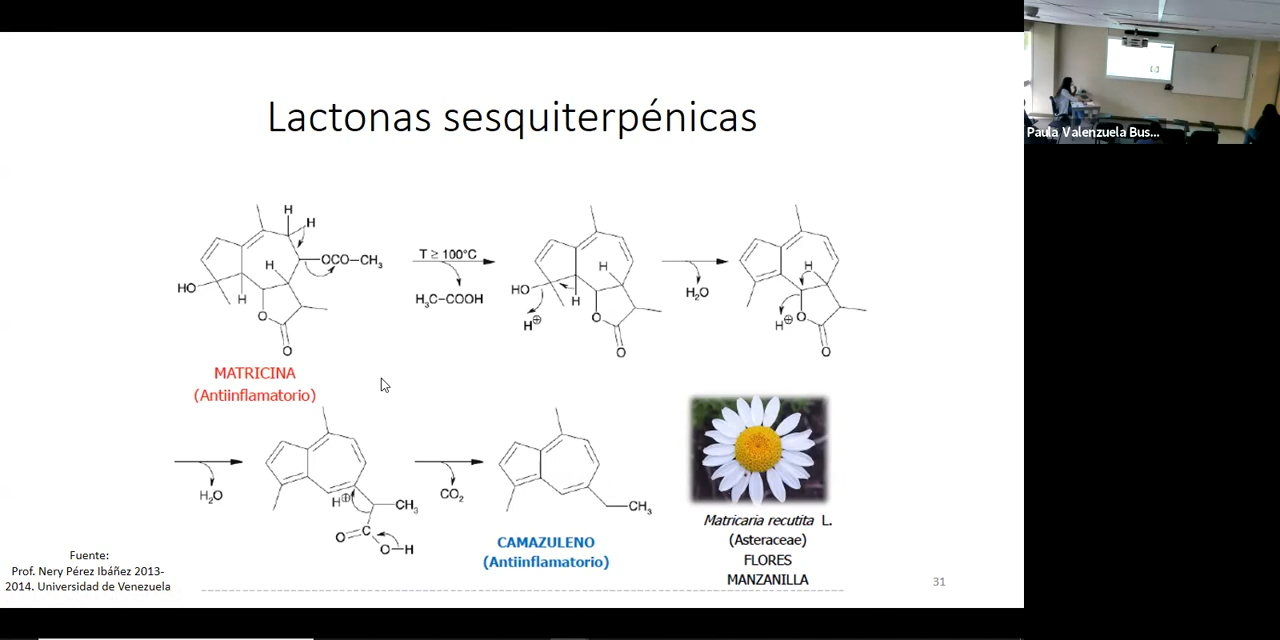 Lactonas sesquiterpénicas
Paula Valenzuela Bus...
H
H
H
OCO–CH3
HO
H
O
O
T ≥ 100°C
H3C–COOH
H
HO
H
H⊕
O
O
H2O
H
H⊕
O
O
MATRICINA
(Antiinflamatorio)
H2O
H⊕
CH3
O
C
O–H
CO2
CH3
CAMAZULENO
(Antiinflamatorio)
Matricaria recutita L.
(Asteraceae)
FLORES
MANZANILLA
Fuente:
Prof. Nery Pérez Ibáñez 2013-
2014. Universidad de Venezuela
31